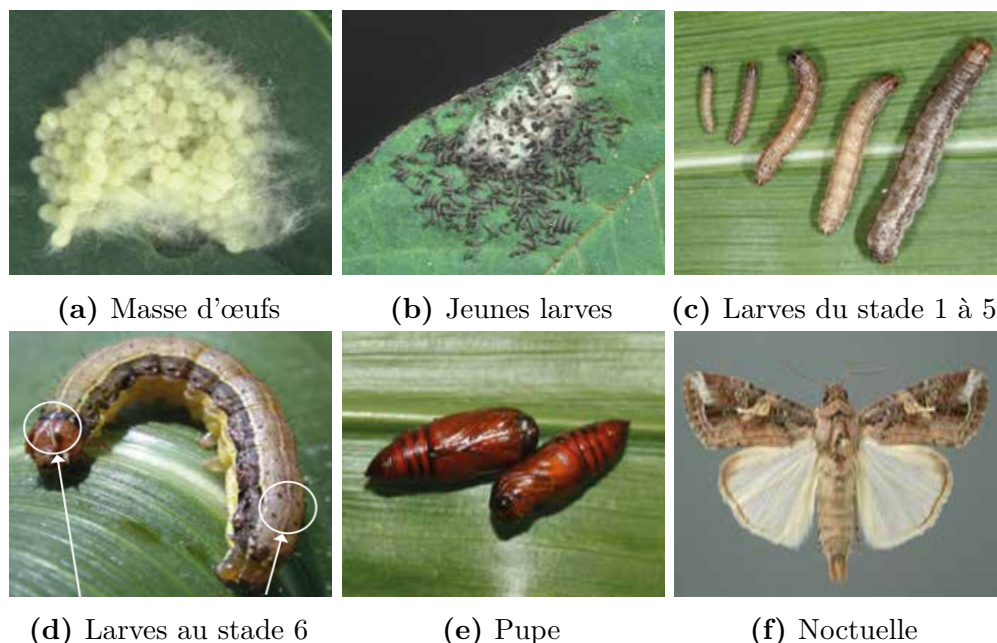 (a) Masse d'œufs
(b) Jeunes larves
(c) Larves du stade 1 à 5
(d) Larves au stade 6
(e) Pupe
(f) Noctuelle